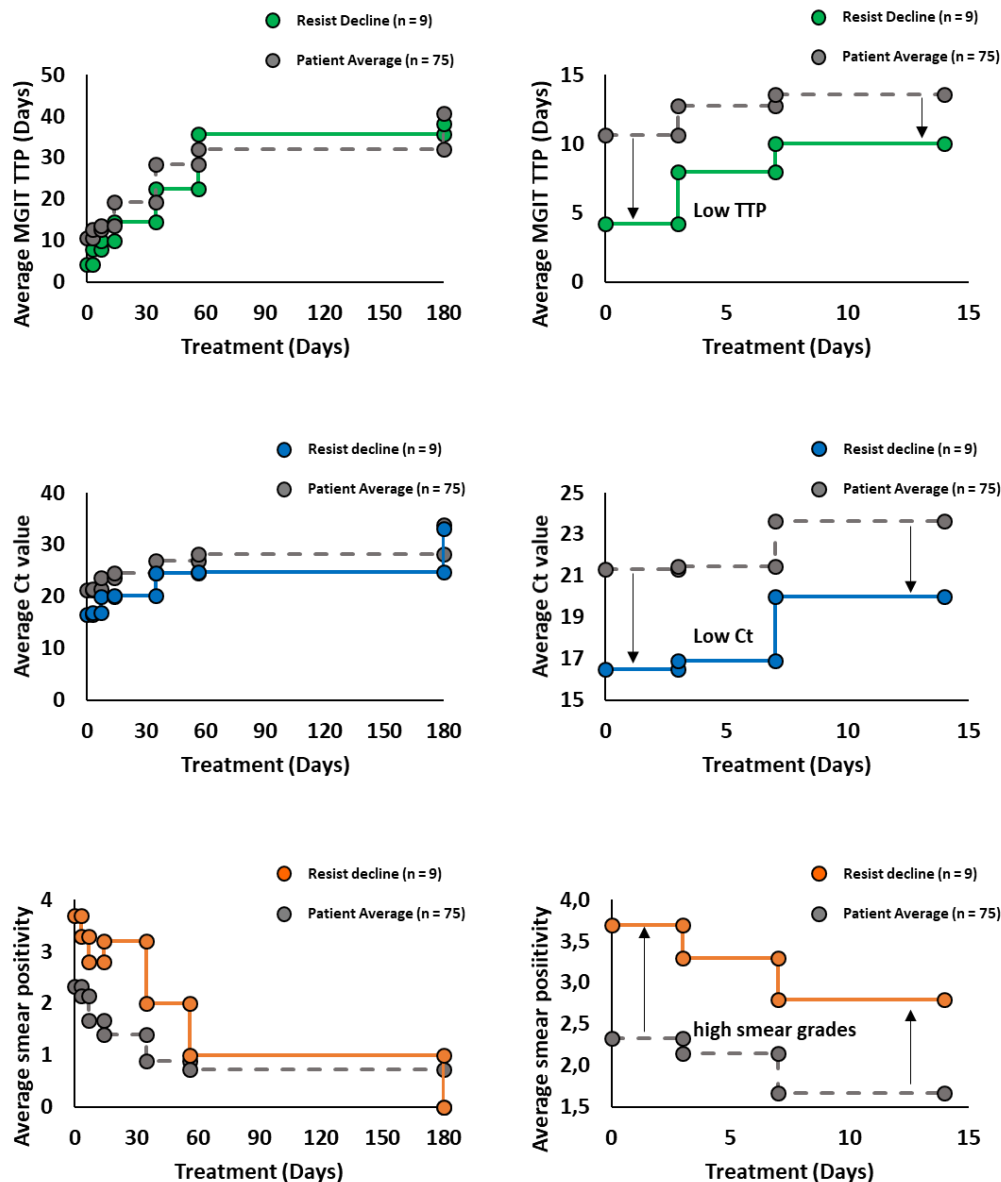 Resist Decline (n = 9)
Patient Average (n = 75)
50
40
30
20
10
0
Average MGIT TTP (Days)
0 30 60 90 120 150 180
Treatment (Days)
Resist Decline (n = 9)
Patient Average (n = 75)
15
10
5
0
Average MGIT TTP (Days)
Low TTP
0 5 10 15
Treatment (Days)
Resist decline (n = 9)
Patient Average (n = 75)
40
30
20
10
0
Average Ct value
0 30 60 90 120 150 180
Treatment (Days)
Resist decline (n = 9)
Patient Average (n = 75)
25
23
21
19
17
15
Average Ct value
Low Ct
0 5 10 15
Treatment (Days)
Resist decline (n = 9)
Patient Average (n = 75)
4
3
2
1
0
Average smear positivity
0 30 60 90 120 150 180
Treatment (Days)
Resist decline (n = 9)
Patient Average (n = 75)
4,0
3,5
3,0
2,5
2,0
1,5
Average smear posiitivity
high smear grades
0 5 10 15
Treatment (Days)